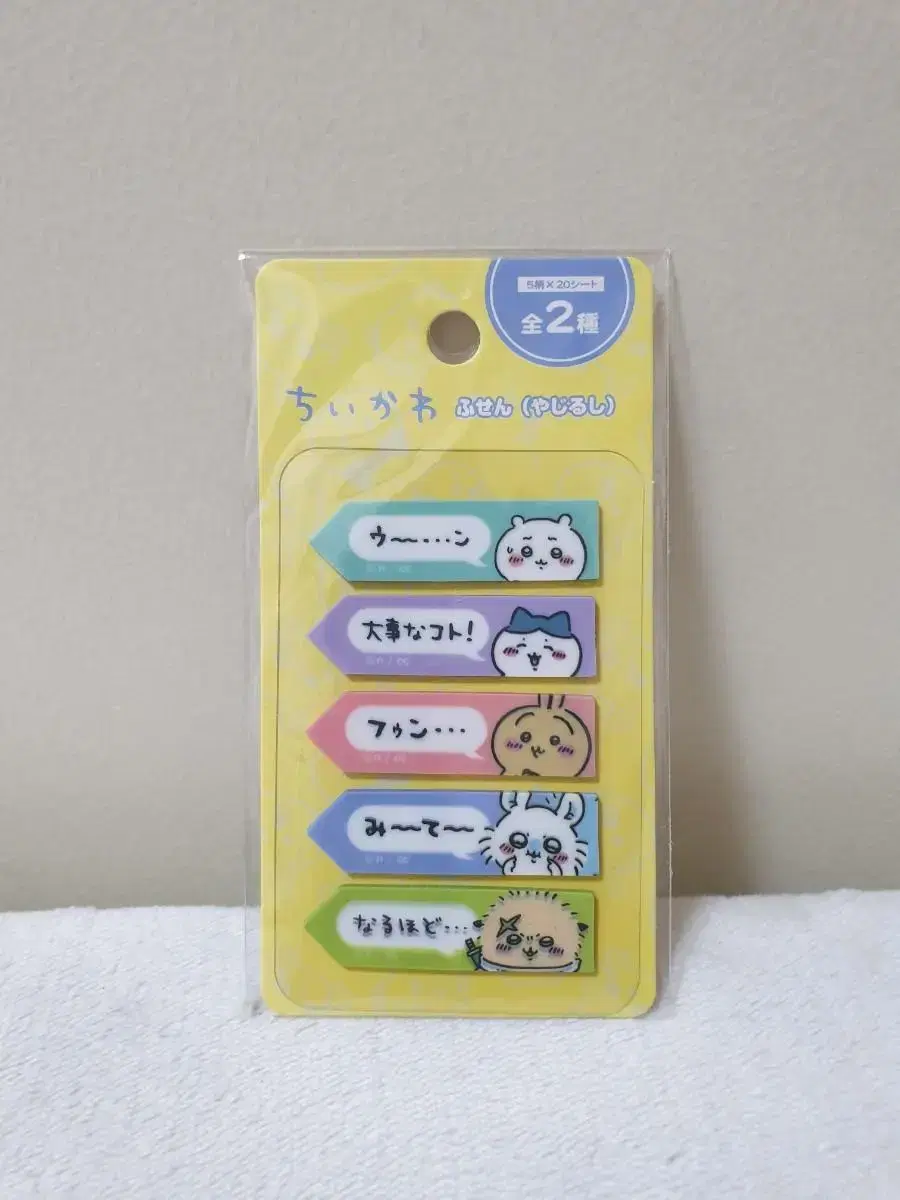 5柄×20シート
全2種
ちいかわ ふせん(やじるし)
ウ〜〜・・・ン
大事なコト!
フゥン・・・
み〜〜て〜
なるほど・・・